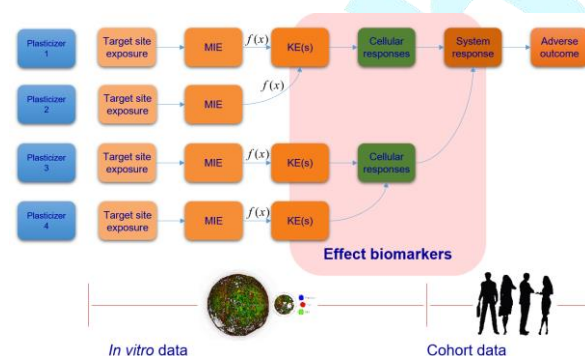 Plasticizer
1
Target site
exposure
MIE
f(x)
KE(s)
Cellular
responses
System
response
Adverse
outcome
Plasticizer
2
Target site
exposure
MIE
f(x)
Plasticizer
3
Target site
exposure
MIE
f(x)
KE(s)
Cellular
responses
Plasticizer
4
Target site
exposure
MIE
f(x)
KE(s)
Effect biomarkers
In vitro data
Cohort data